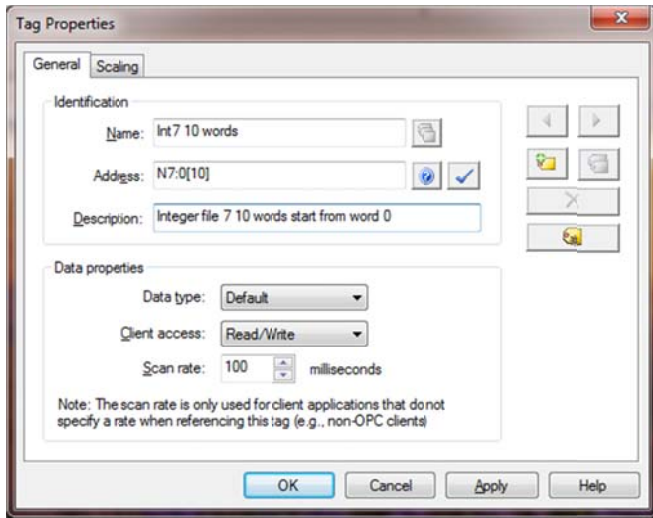 Tag Properties
General Scaling
Identification
Name: Int7 10 words
Address: N7:0[10]
Description: Integer file 7 10 words start from word 0
Data properties
Data type: Default
Client access: Read/Write
Scan rate: 100 milliseconds
Note: The scan rate is only used for client applications that do not
specify a rate when referencing this tag (e.g., non-OPC clients)
OK Cancel Apply Help